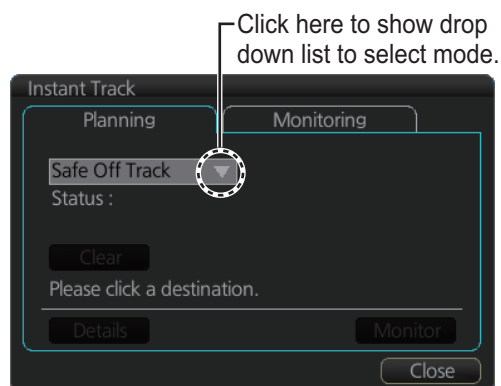 Click here to show drop
down list to select mode.
Instant Track
Planning
Monitoring
Safe Off Track
Status :
Clear
Please click a destination.
Details
Monitor
Close